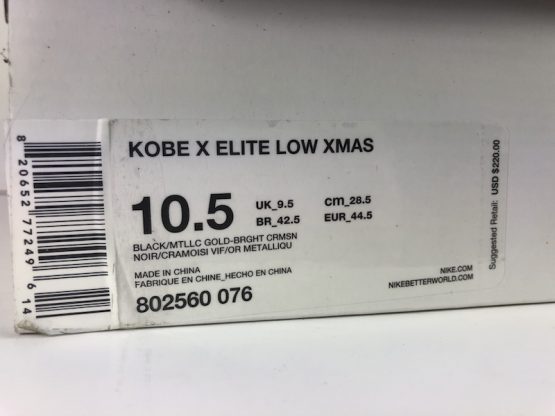 KOBE X ELITE LOW XMAS
10.5
UK_9.5 CM_28.5
BR_42.5 EUR_44.5
BLACK/MTLLC GOLD-BRGHT CRMSN
NOIR/CRAMOISI VIF/OR METALLIQU
MADE IN CHINA
FABRIQUE EN CHINE_HECHO EN CHINA
802560 076
NIKE.COM
NIKEBETTERWORLD.COM
Suggested Retail: USD $220.00
8 20652 77249 6 14